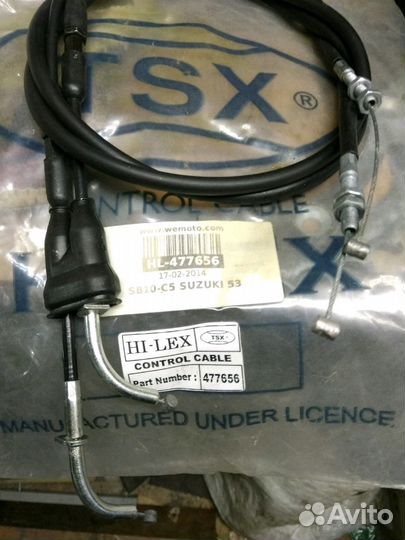 TSX
®
CONTROL CABLE
www.wemoto.com
HL-477656
17-02-2014
SB10-C5 SUZUKI 53
HI-LEX
TSX
CONTROL CABLE
Part Number : 477656
MANUFACTURED UNDER LICENCE
Avito